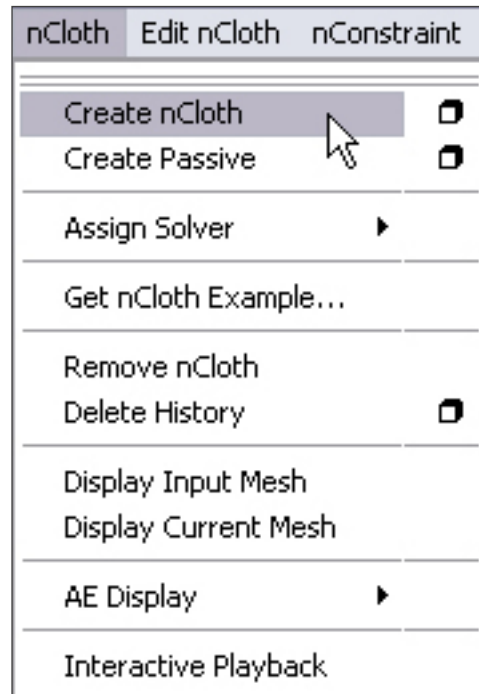 nCloth Edit nCloth nConstraint
Create nCloth
Create Passive
Assign Solver
Get nCloth Example...
Remove nCloth
Delete History
Display Input Mesh
Display Current Mesh
AE Display
Interactive Playback